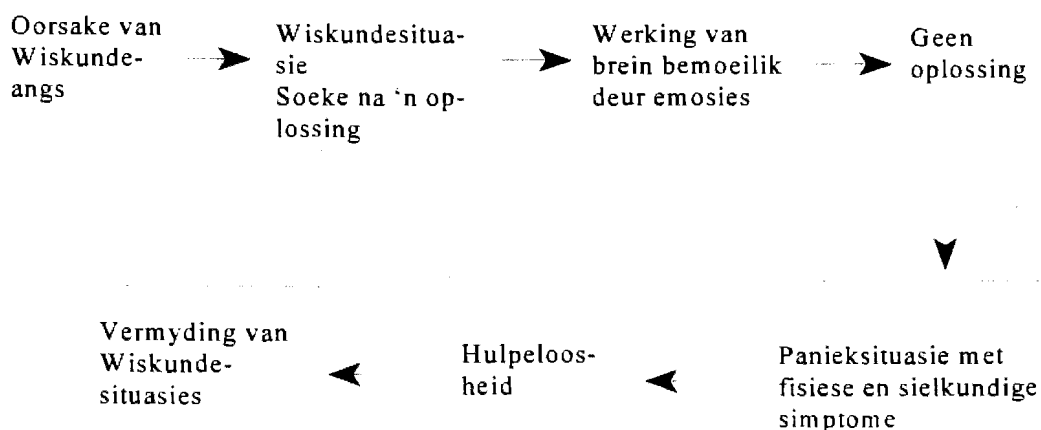 Oorsake van
Wiskunde-
angs
Wiskundesitua-
sie
Soeke na 'n op-
lossing
Werking van
brein bemoeilik
deur emosies
Geen
oplossing
Panieksituasie met
fisiese en sielkundige
simptome
Hulpeloos-
heid
Vermyding van
Wiskunde-
situasies